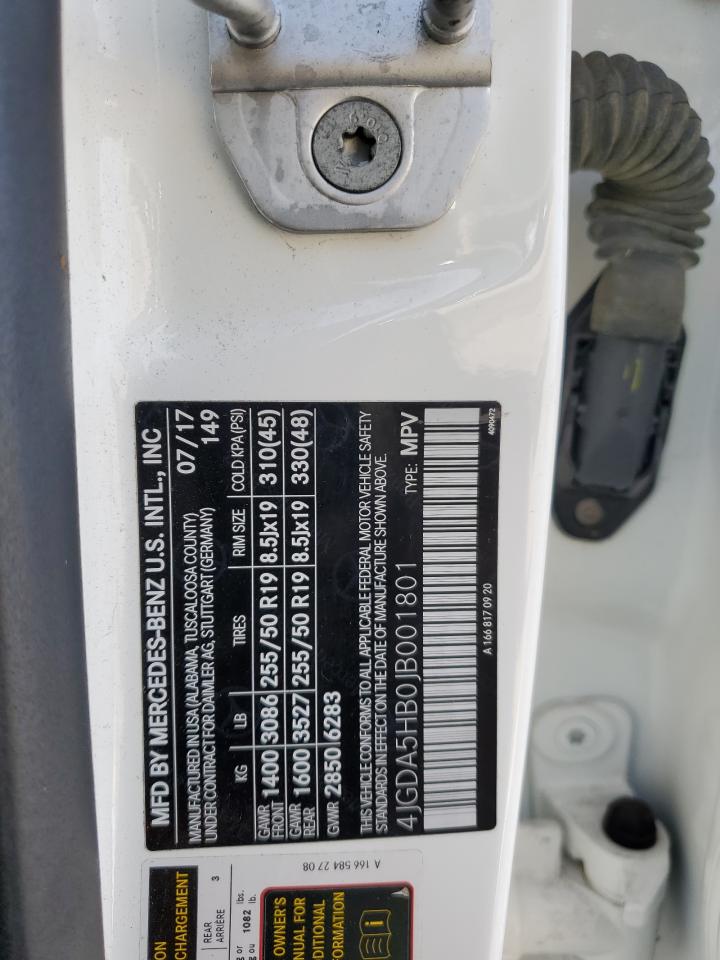 600
MFD BY MERCEDES-BENZ U.S. INTL., INC
MANUFACTURED IN USA (ALABAMA, TUSCALOOSA COUNTY) 07/17
UNDER CONTRACT FOR DAIMLER AG, STUTTGART (GERMANY) 149
KG LB TIRES RIM SIZE COLD KPA (PSI)
GAWR FRONT 1400 3086 255/50 R19 8.5Jx19 310(45)
GAWR REAR 1600 3527 255/50 R19 8.5Jx19 330(48)
GVWR 2850 6283
THIS VEHICLE CONFORMS TO ALL APPLICABLE FEDERAL MOTOR VEHICLE SAFETY
STANDARDS IN EFFECT ON THE DATE OF MANUFACTURE SHOWN ABOVE.
4JGDA5HB0JB001801 TYPE: MPV
A 166 817 09 20 4090472
CHARGEMENT
REAR 3
ARRIÈRE
or 1082 lbs.
ou lb.
A 166 584 27 08
OWNER'S
FOR
i